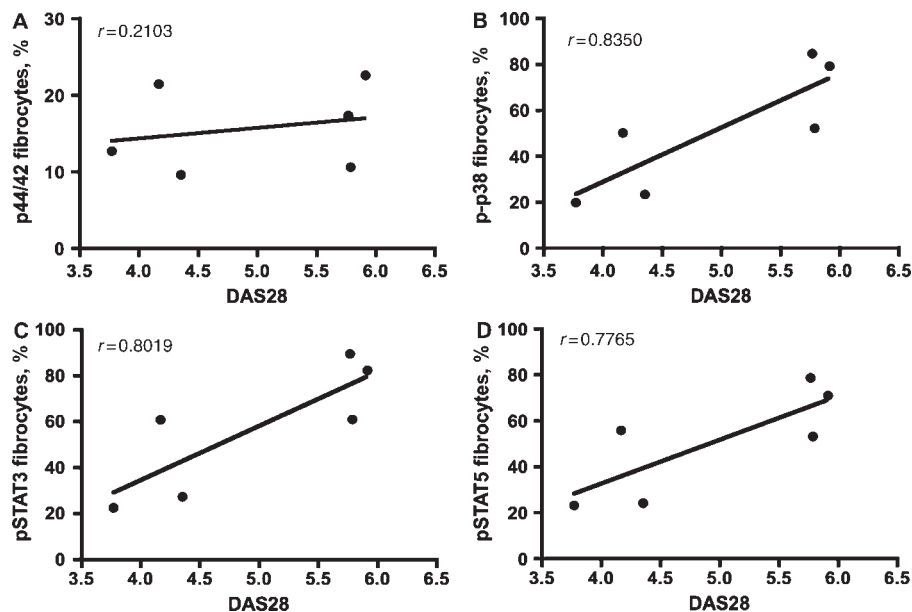 A
r=0.2103
p44/42 fibrocytes, %
30
20
10
0
3.5 4.0 4.5 5.0 5.5 6.0 6.5
DAS28
B
r=0.8350
p-p38 fibrocytes, %
100
80
60
40
20
0
3.5 4.0 4.5 5.0 5.5 6.0 6.5
DAS28
C
r=0.8019
pSTAT3 fibrocytes, %
100
80
60
40
20
0
3.5 4.0 4.5 5.0 5.5 6.0 6.5
DAS28
D
r=0.7765
pSTAT5 fibrocytes, %
100
80
60
40
20
0
3.5 4.0 4.5 5.0 5.5 6.0 6.5
DAS28